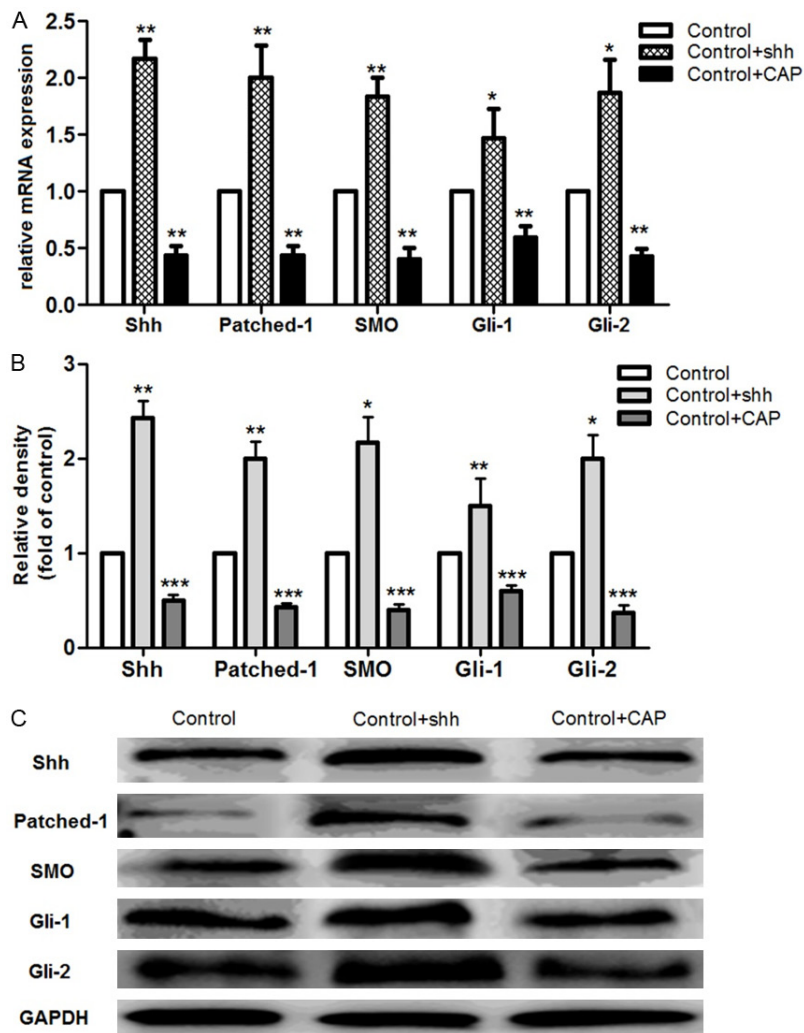 A
relative mRNA expression
2.5
2.0
1.5
1.0
0.5
0.0
** ** ** * *
** ** ** ** **
Control
Control+shh
Control+CAP
Shh Patched-1 SMO Gli-1 Gli-2
B
Relative density
(fold of control)
3
2
1
0
** ** * ** *
*** *** *** *** ***
Control
Control+shh
Control+CAP
Shh Patched-1 SMO Gli-1 Gli-2
C
Control Control+shh Control+CAP
Shh
Patched-1
SMO
Gli-1
Gli-2
GAPDH